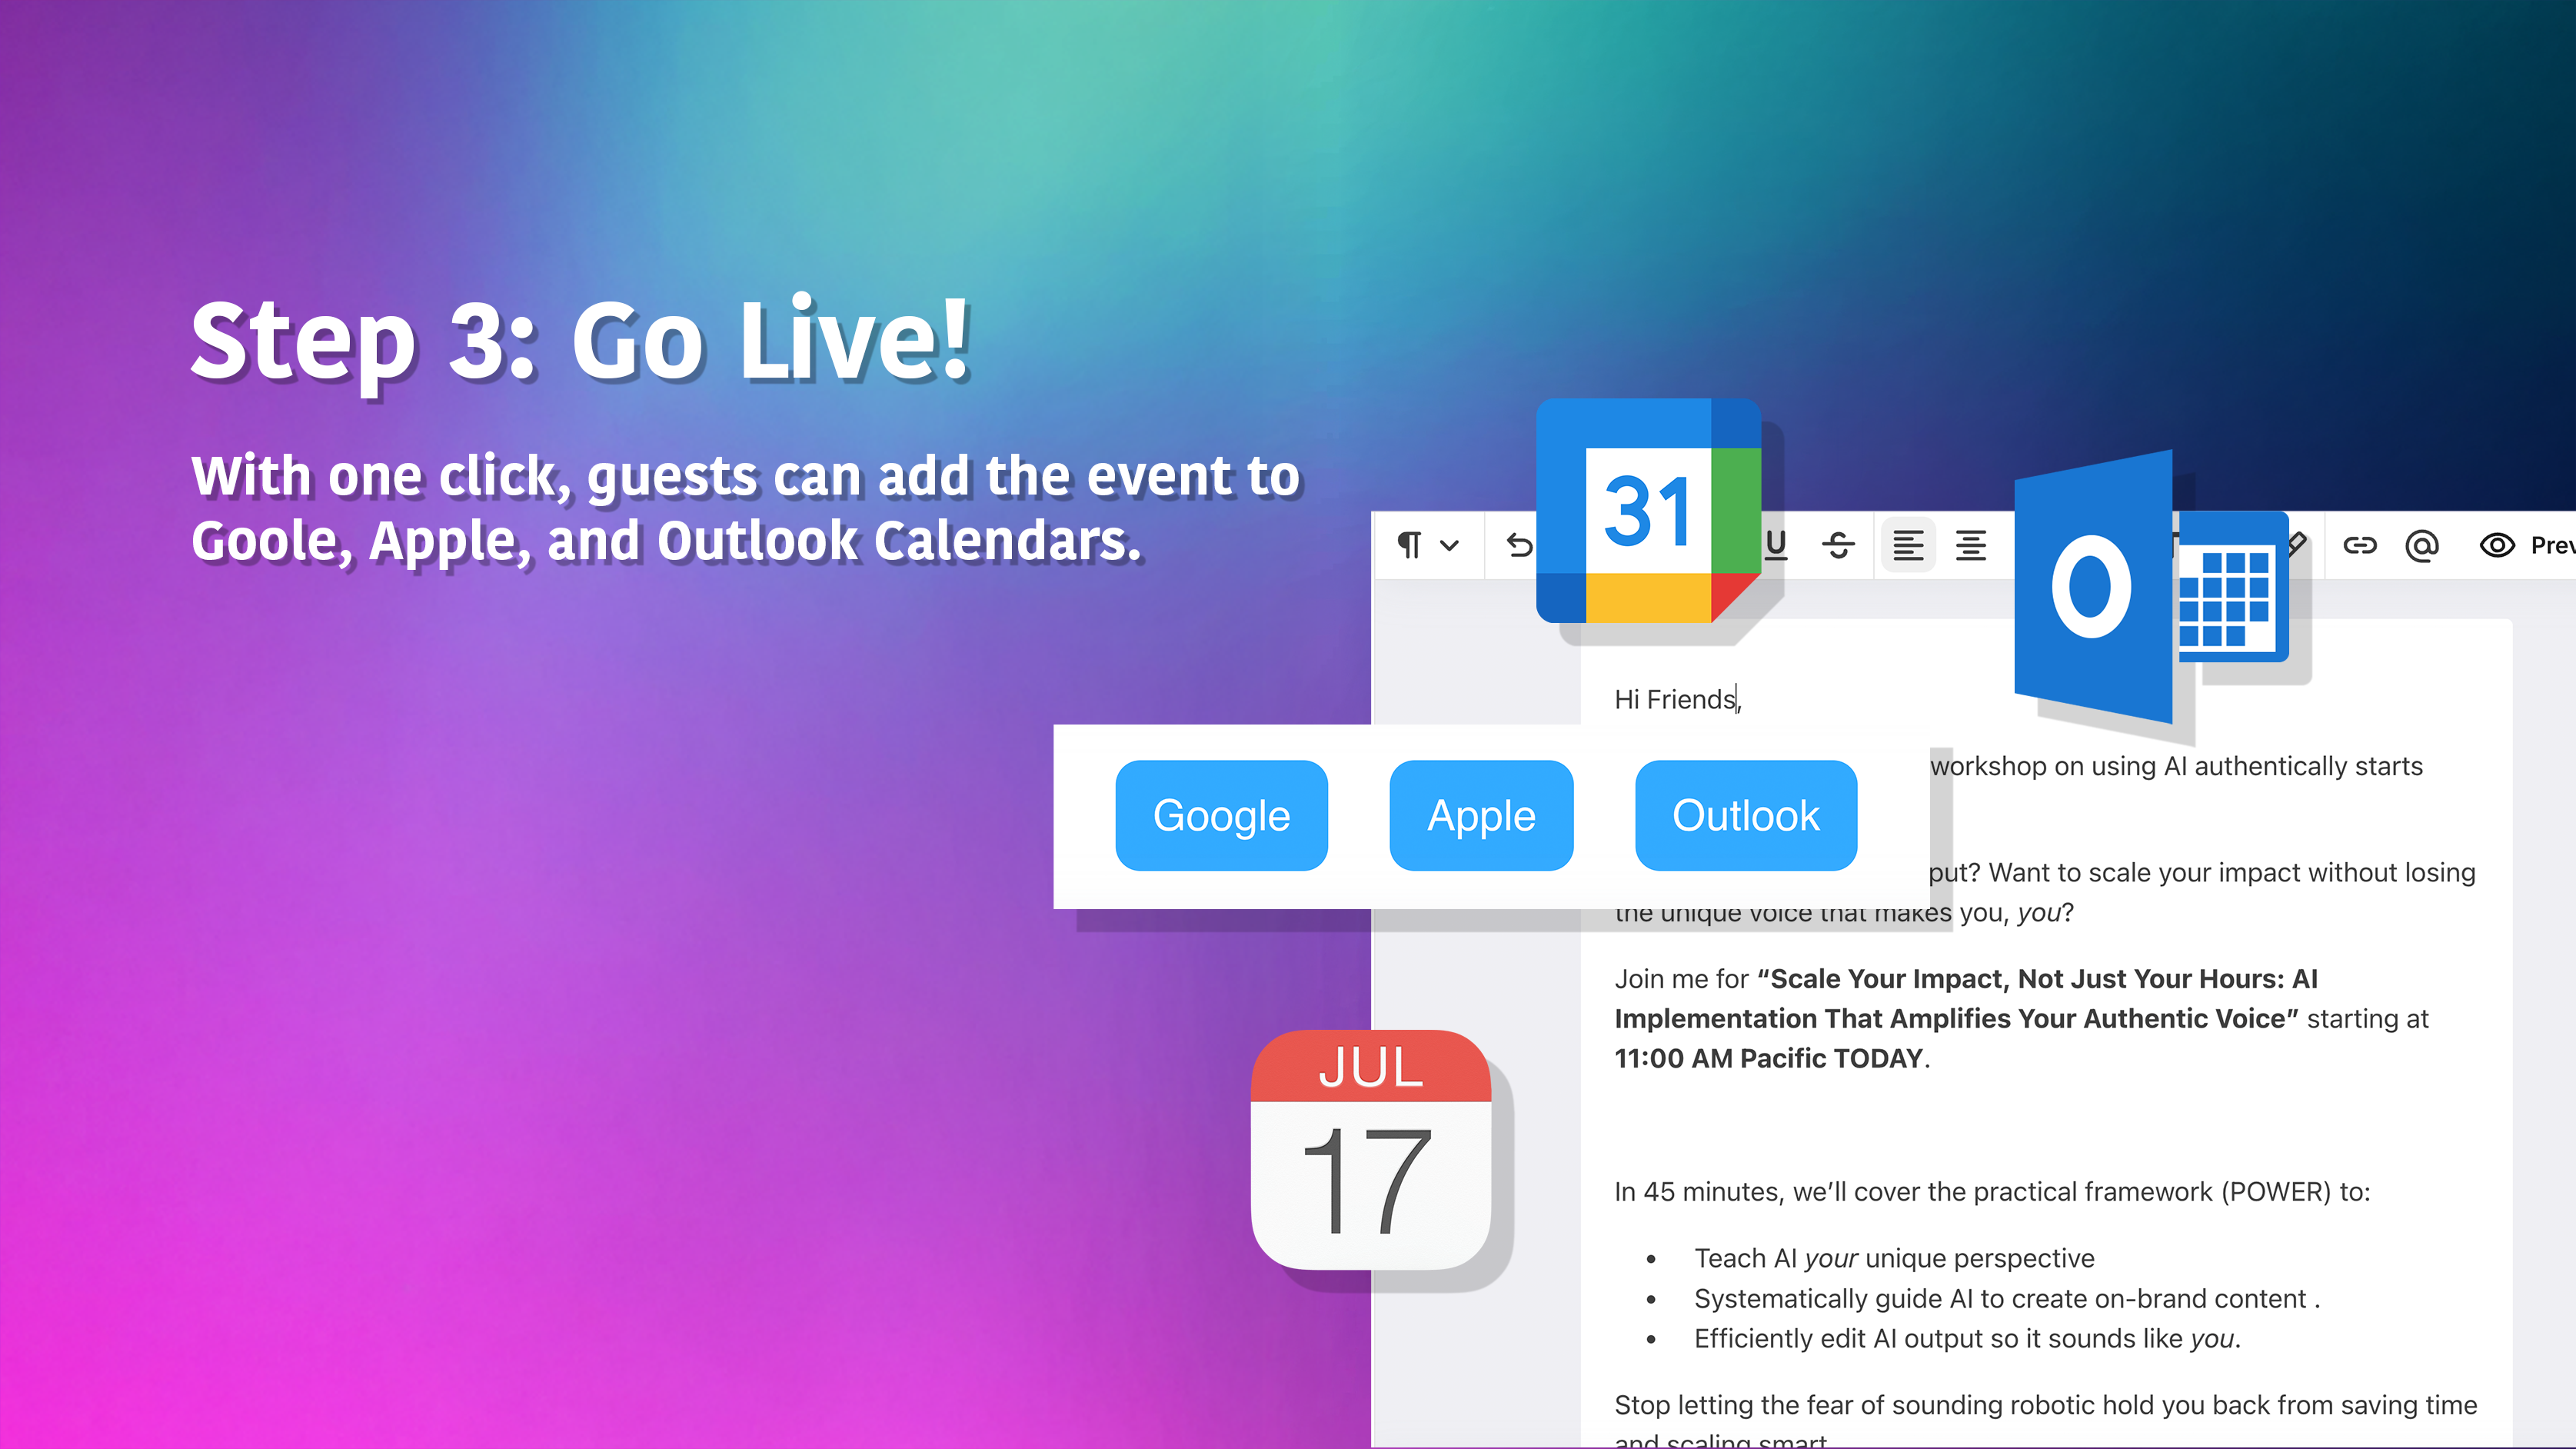 Step 3: Go Live!
With one click, guests can add the event to
Goole, Apple, and Outlook Calendars.
31
Prev
Hi Friends,
workshop on using AI authentically starts
Google
Apple
Outlook
put? Want to scale your impact without losing
the unique voice that makes you, you?
Join me for “Scale Your Impact, Not Just Your Hours: AI
Implementation That Amplifies Your Authentic Voice” starting at
11:00 AM Pacific TODAY.
JUL
17
In 45 minutes, we’ll cover the practical framework (POWER) to:
• Teach AI your unique perspective
• Systematically guide AI to create on-brand content .
• Efficiently edit AI output so it sounds like you.
Stop letting the fear of sounding robotic hold you back from saving time
and scaling smart